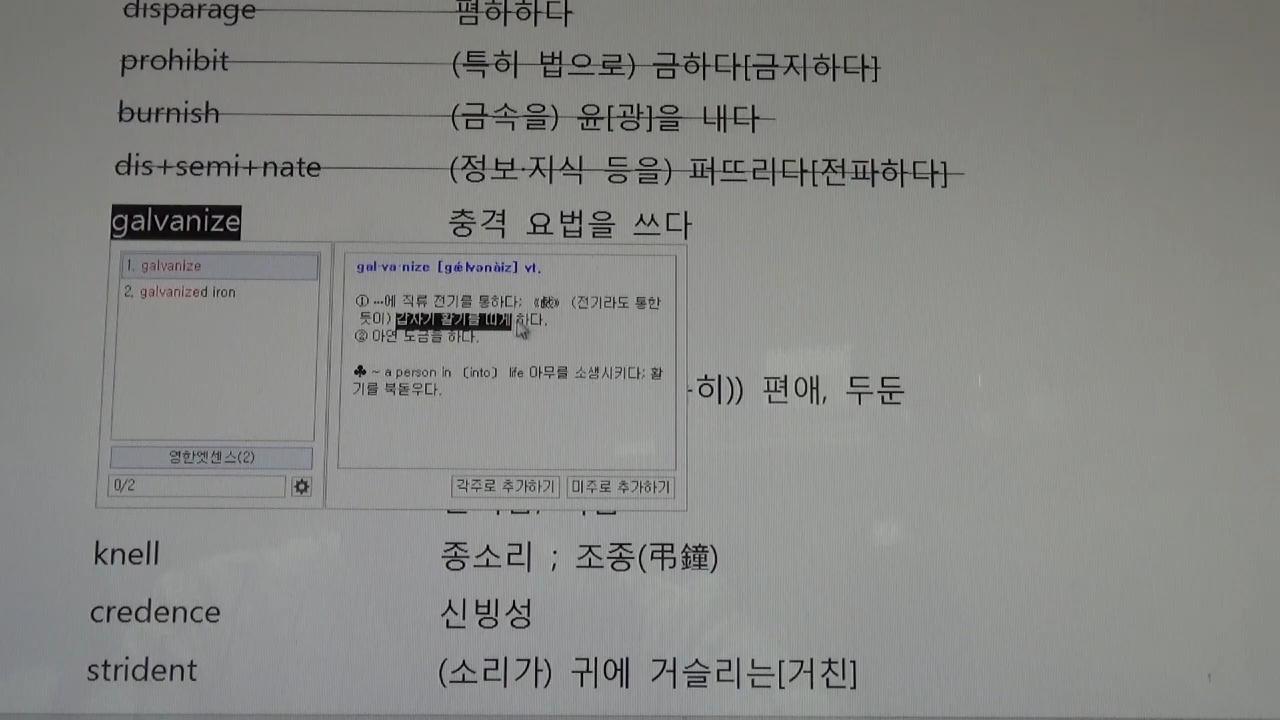 disparage 폄하하다
prohibit (특히 법으로) 금하다[금지하다]
burnish (금속을) 윤[광]을 내다
dis+semi+nate (정보·지식 등을) 퍼뜨리다[전파하다]
galvanize 충격 요법을 쓰다
1. galvanize
2. galvanized iron
영한엣센스(2)
0/2
gal·va·nize [gǽlvənàiz] vt.
① …에 직류 전기를 통하다; (전기라도 통한
듯이) 갑자기 활기를 띠게 하다.
② 아연 도금을 하다.
♣ ~ a person in 〔into〕 life 아무를 소생시키다; 활
기를 북돋우다.
각주로 추가하기 미주로 추가하기
히)) 편애, 두둔
knell 종소리 ; 조종(弔鐘)
credence 신빙성
strident (소리가) 귀에 거슬리는[거친]